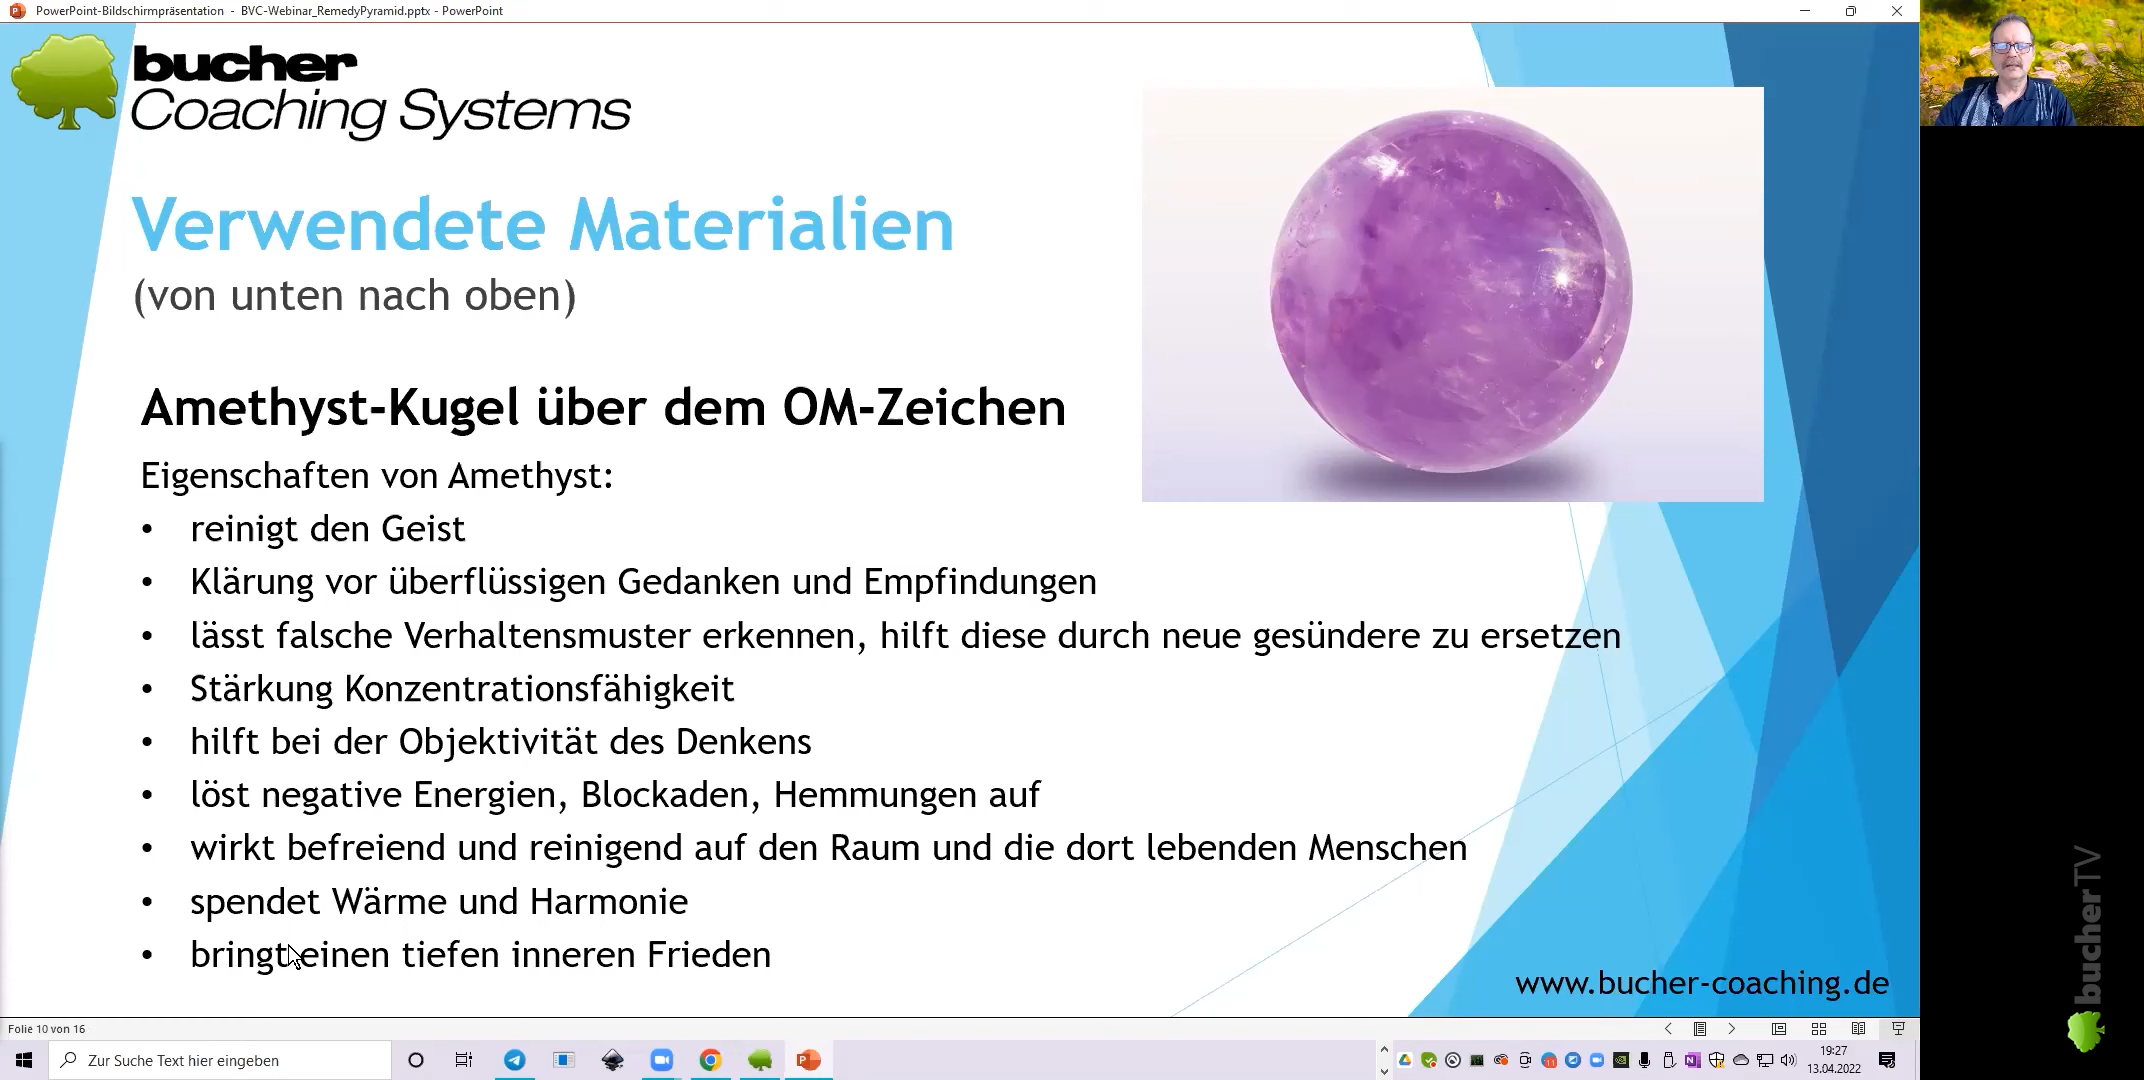 PowerPoint-Bildschirmpräsentation - BVC-Webinar_RemedyPyramid.pptx - PowerPoint
bucher
Coaching Systems
Verwendete Materialien
(von unten nach oben)
Amethyst-Kugel über dem OM-Zeichen
Eigenschaften von Amethyst:
• reinigt den Geist
• Klärung vor überflüssigen Gedanken und Empfindungen
• lässt falsche Verhaltensmuster erkennen, hilft diese durch neue gesündere zu ersetzen
• Stärkung Konzentrationsfähigkeit
• hilft bei der Objektivität des Denkens
• löst negative Energien, Blockaden, Hemmungen auf
• wirkt befreiend und reinigend auf den Raum und die dort lebenden Menschen
• spendet Wärme und Harmonie
• bringt einen tiefen inneren Frieden
www.bucher-coaching.de
bucherTV
Folie 10 von 16
Zur Suche Text hier eingeben
19:27
13.04.2022